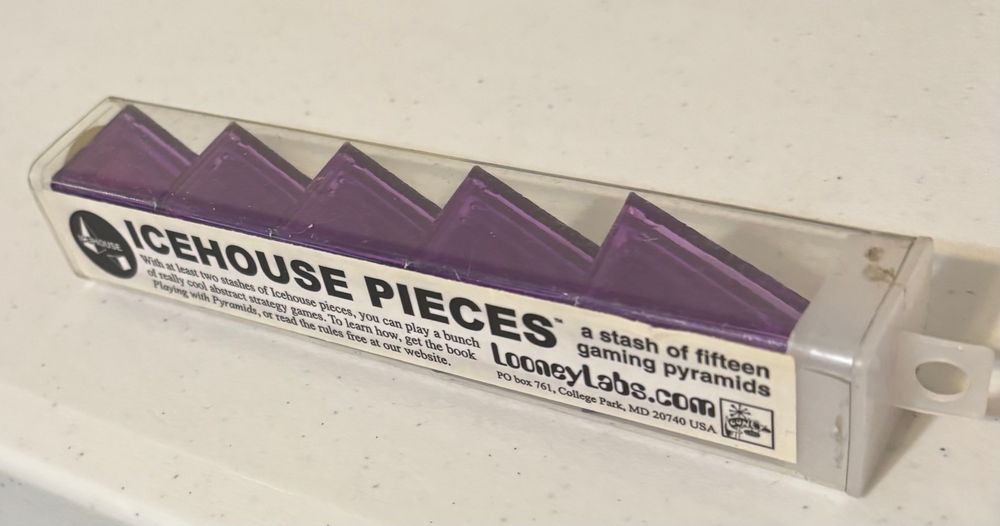 ICEHOUSE
ICEHOUSE PIECES™
With at least two stashes of Icehouse pieces, you can play a bunch
of really cool abstract strategy games. To learn how, get the book
Playing with Pyramids, or read the rules free at our website.
a stash of fifteen
gaming pyramids
LooneyLabs.com
PO box 761, College Park, MD 20740 USA